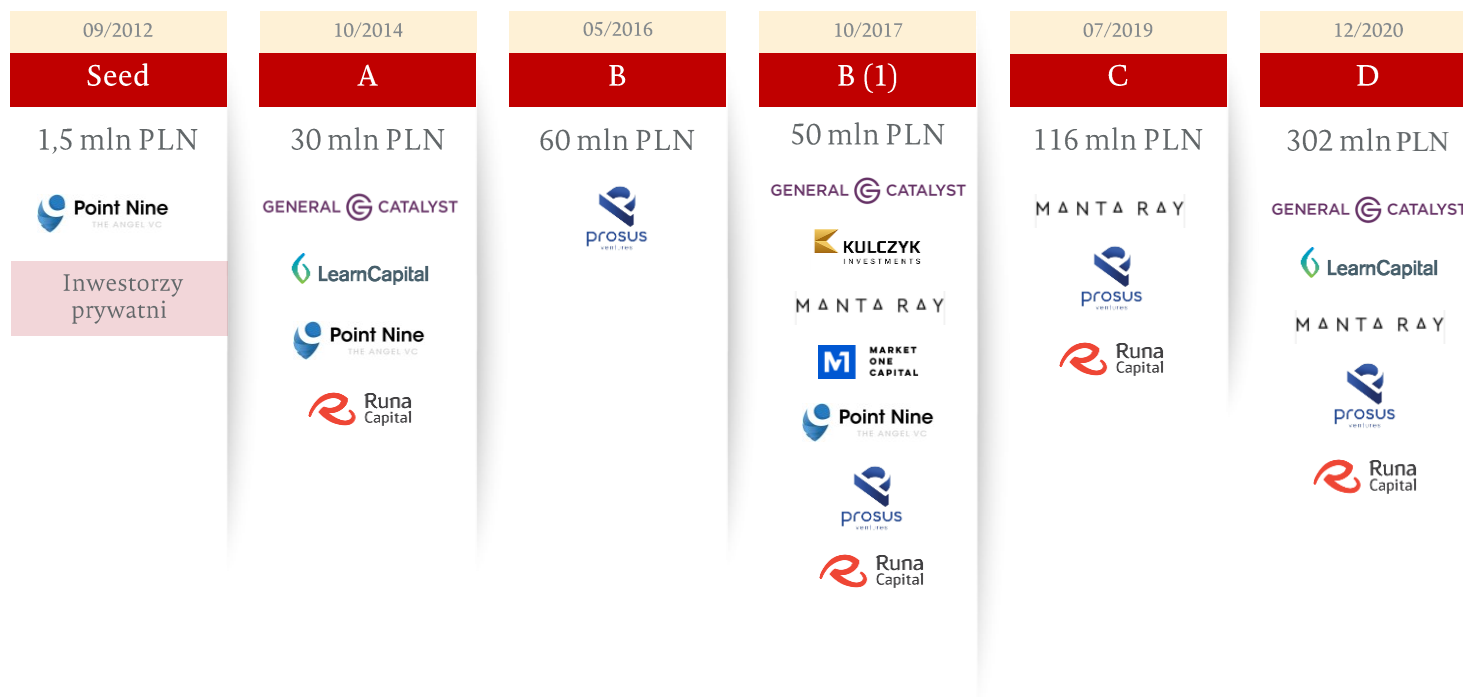 09/2012
Seed
1,5 mln PLN
Point Nine
THE ANGEL VC
Inwestorzy
prywatni
10/2014
A
30 mln PLN
GENERAL CATALYST
LearnCapital
Point Nine
THE ANGEL VC
Runa
Capital
05/2016
B
60 mln PLN
prosus
ventures
10/2017
B (1)
50 mln PLN
GENERAL CATALYST
KULCZYK
INVESTMENTS
MANTA RAY
M1 MARKET
ONE
CAPITAL
Point Nine
THE ANGEL VC
prosus
ventures
Runa
Capital
07/2019
C
116 mln PLN
MANTA RAY
prosus
ventures
Runa
Capital
12/2020
D
302 mln PLN
GENERAL CATALYST
LearnCapital
MANTA RAY
prosus
ventures
Runa
Capital